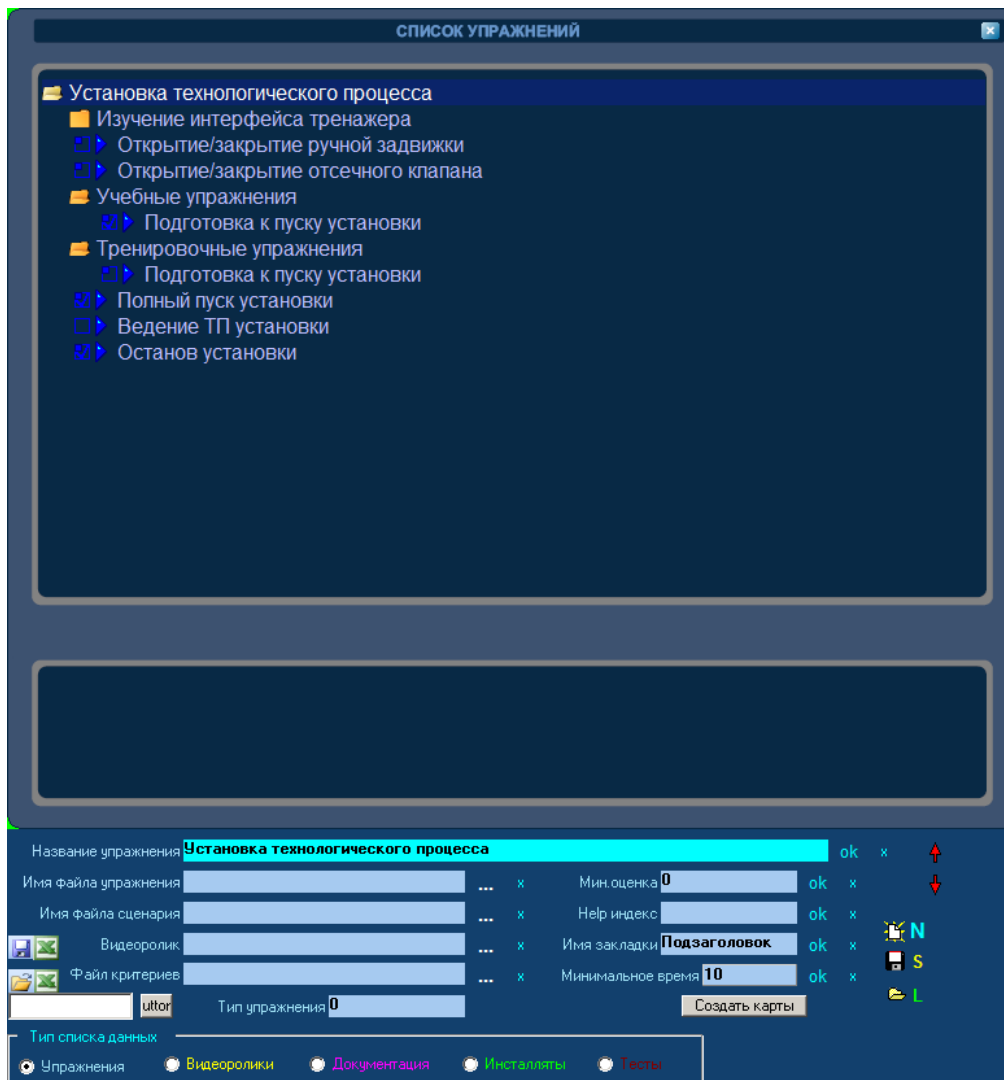 СПИСОК УПРАЖНЕНИЙ
Установка технологического процесса
Изучение интерфейса тренажера
Открытие/закрытие ручной задвижки
Открытие/закрытие отсечного клапана
Учебные упражнения
Подготовка к пуску установки
Тренировочные упражнения
Подготовка к пуску установки
Полный пуск установки
Ведение ТП установки
Останов установки
Название упражнения Установка технологического процесса ok x
Имя файла упражнения ... x Мин.оценка 0 ok x
Имя файла сценария ... x Help индекс ok x
Видеоролик ... x Имя закладки Подзаголовок ok x N
Файл критериев ... x Минимальное время 10 ok x S
uttor Тип упражнения 0 Создать карты L
Тип списка данных
Упражнения Видеоролики Документация Инсталляты Тесты